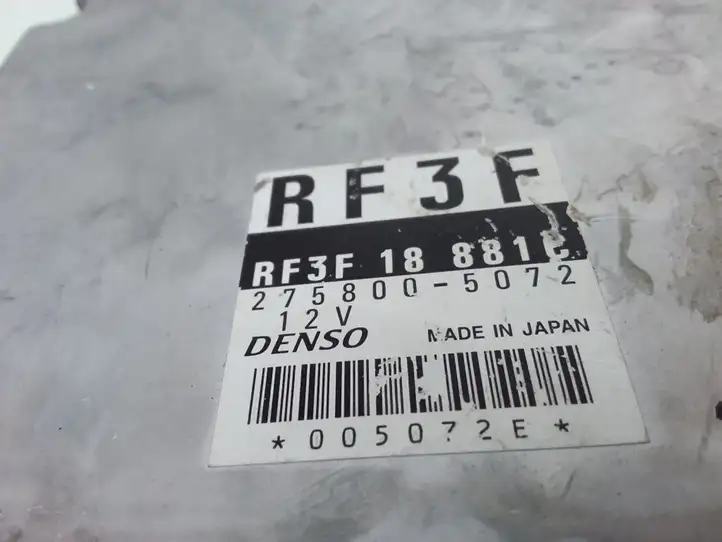 RF3F
RF3F 18 881C
275800-5072
12V
DENSO MADE IN JAPAN
*005072E*